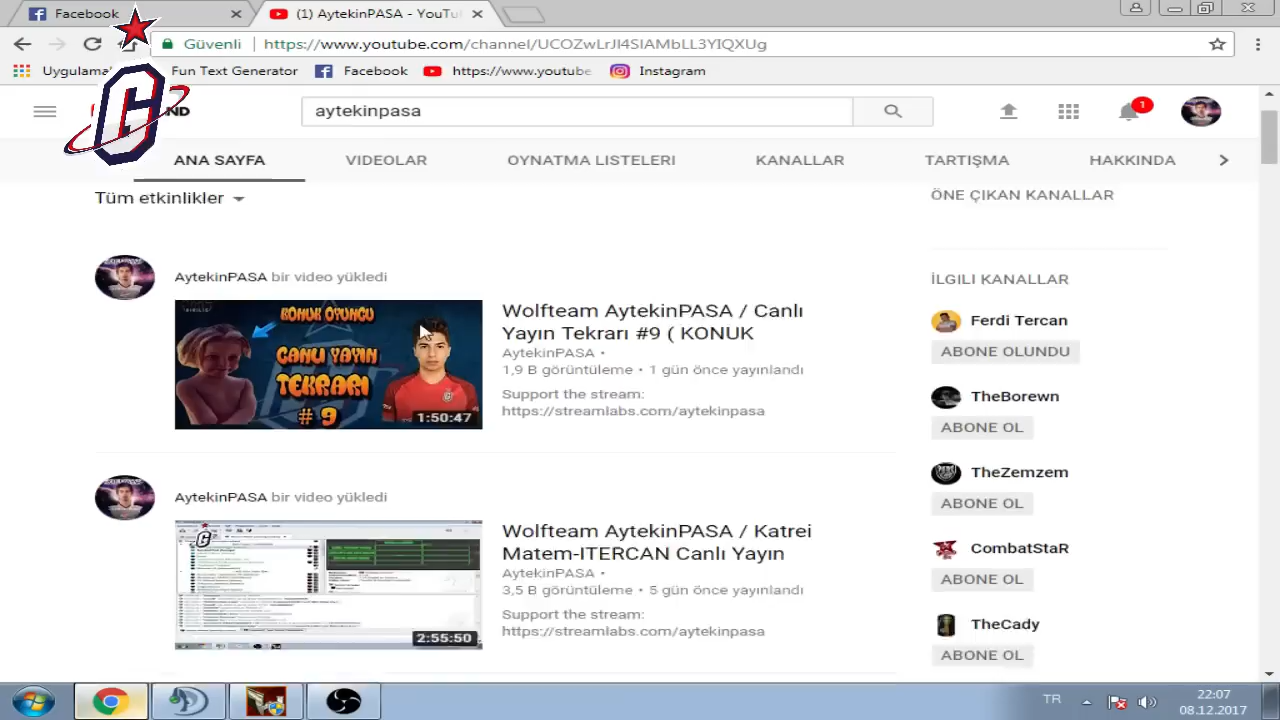 Facebook
(1) AytekinPASA - YouTu
Güvenli
https://www.youtube.com/channel/UCOZwLrJI4SIAMbLL3YIQXUg
Uygulama
Fun Text Generator
Facebook
https://www.youtube
Instagram
ND
aytekinpasa
1
ANA SAYFA
VIDEOLAR
OYNATMA LISTELERI
KANALLAR
TARTIŞMA
HAKKINDA
Tüm etkinlikler
AytekinPASA bir video yükledi
KONUK OYUNCU
CANLI YAYIN
TEKRARI
# 9
1:50:47
Wolfteam AytekinPASA / Canlı
Yayın Tekrarı #9 ( KONUK
AytekinPASA
1,9 B görüntüleme • 1 gün önce yayınlandı
Support the stream:
https://streamlabs.com/aytekinpasa
AytekinPASA bir video yükledi
2:55:50
Wolfteam AytekinPASA / Katrei
Matem-ITERCAN Canlı Yayın
AytekinPASA
B görüntüleme • gün önce yayınlandı
Support the stream:
https://streamlabs.com/aytekinpasa
ÖNE ÇIKAN KANALLAR
İLGILI KANALLAR
Ferdi Tercan
ABONE OLUNDU
TheBorewn
ABONE OL
TheZemzem
ABONE OL
CombatStaR
ABONE OL
TheCady
ABONE OL
TR
22:07
08.12.2017